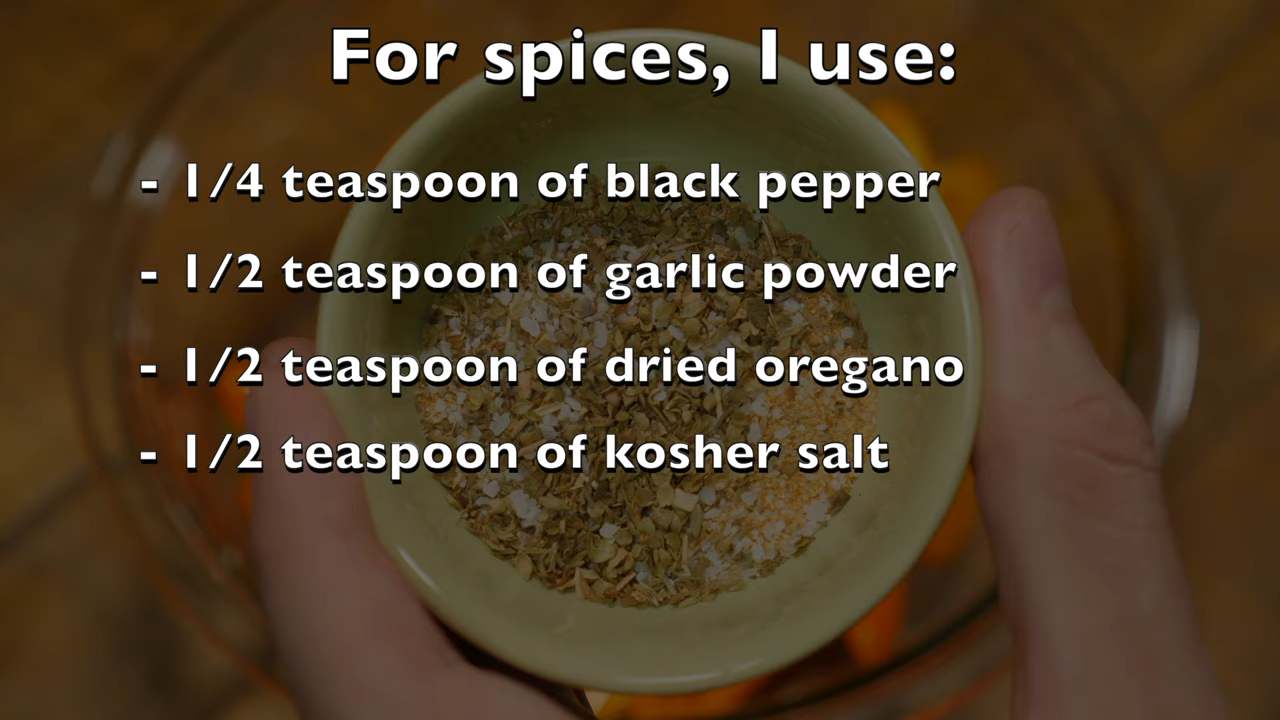 For spices, I use:
- 1/4 teaspoon of black pepper
- 1/2 teaspoon of garlic powder
- 1/2 teaspoon of dried oregano
- 1/2 teaspoon of kosher salt